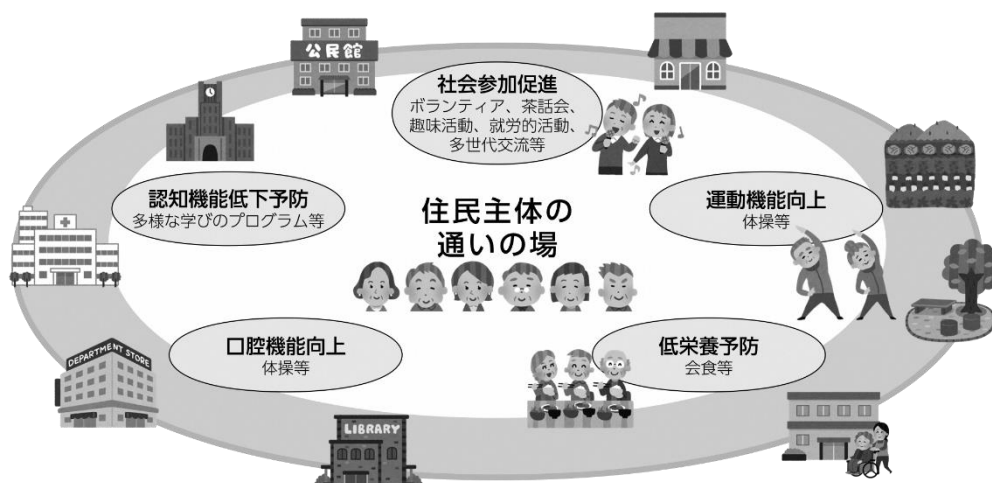 公民館
社会参加促進
ボランティア、茶話会、
趣味活動、就労的活動、
多世代交流等
認知機能低下予防
多様な学びのプログラム等
住民主体の
通いの場
運動機能向上
体操等
口腔機能向上
体操等
低栄養予防
会食等
DEPARTMENT STORE
LIBRARY